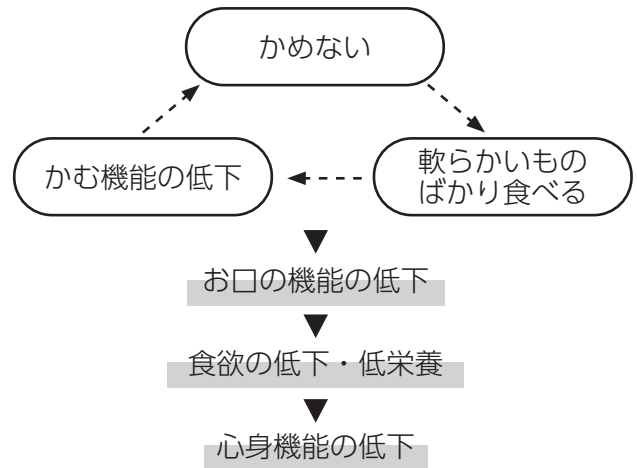 かめない
かむ機能の低下
軟らかいもの
ばかり食べる
お口の機能の低下
食欲の低下・低栄養
心身機能の低下